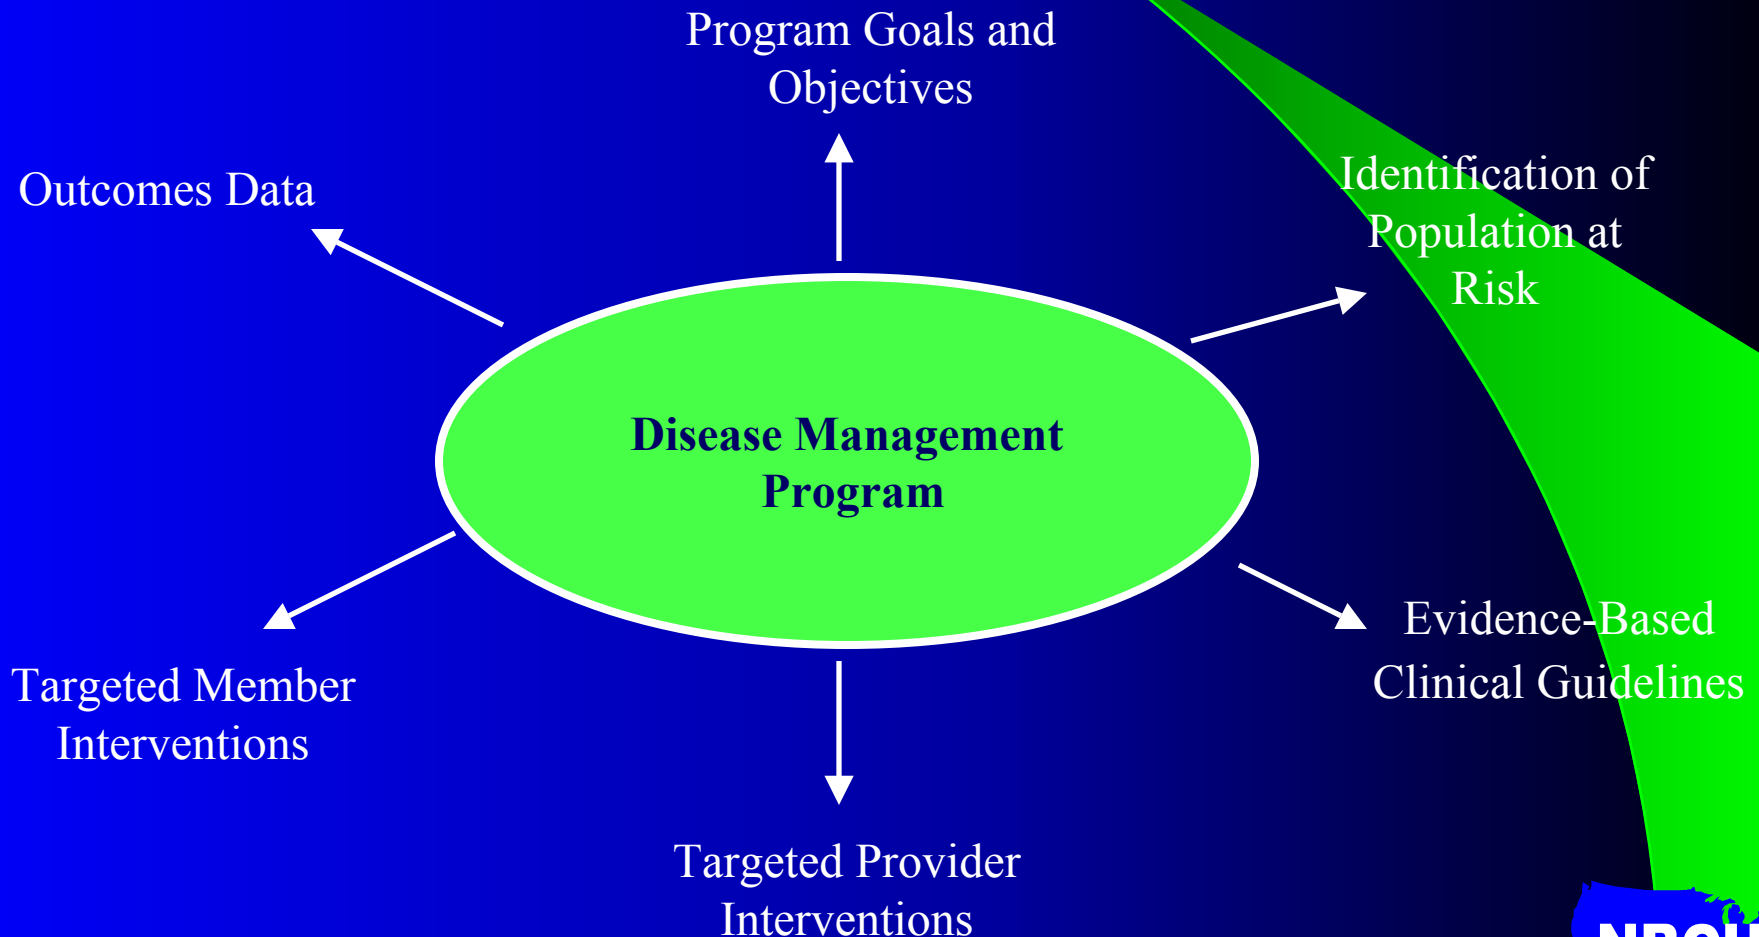 Program Goals and
Objectives
Outcomes Data
Identification of
Population at
Risk
Disease Management
Program
Evidence-Based
Clinical Guidelines
Targeted Member
Interventions
Targeted Provider
Interventions